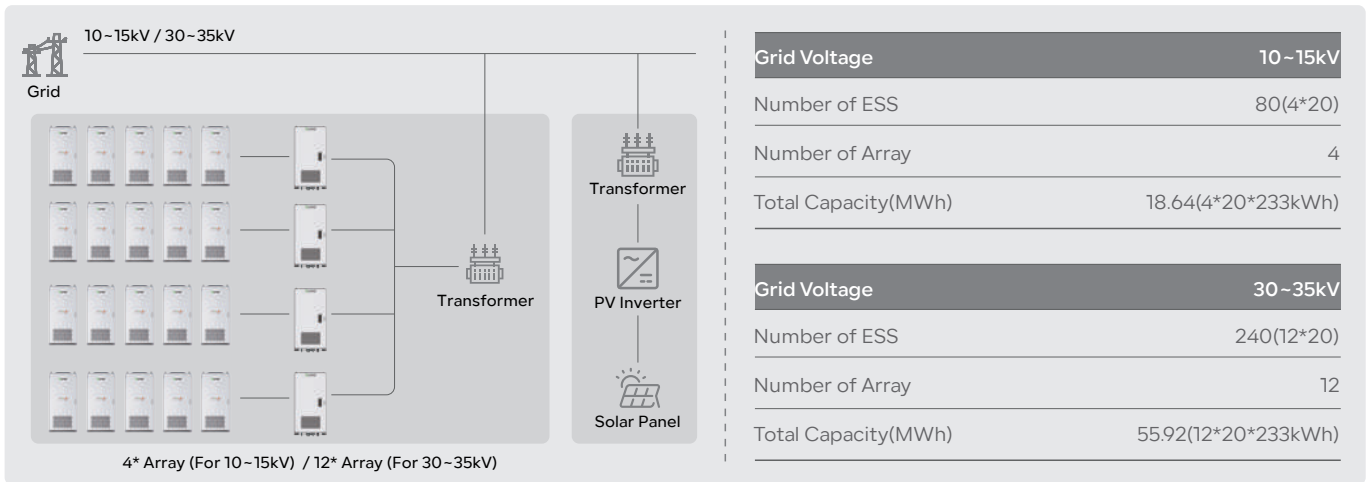 10~15kV / 30~35kV
Grid
Transformer
Transformer
PV Inverter
Solar Panel
4* Array (For 10~15kV) / 12* Array (For 30~35kV)
Grid Voltage 10~15kV
Number of ESS 80(4*20)
Number of Array 4
Total Capacity(MWh) 18.64(4*20*233kWh)
Grid Voltage 30~35kV
Number of ESS 240(12*20)
Number of Array 12
Total Capacity(MWh) 55.92(12*20*233kWh)